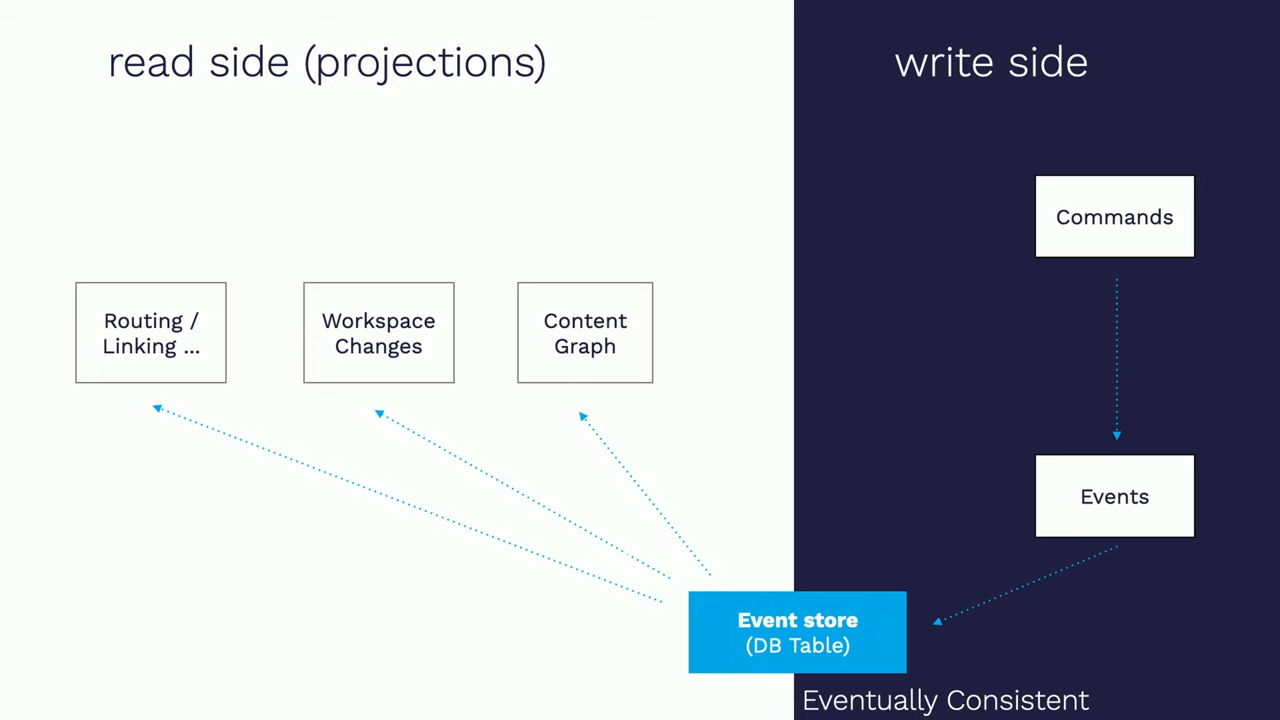 read side (projections)
write side
Commands
Routing /
Linking ...
Workspace
Changes
Content
Graph
Events
Event store
(DB Table)
Eventually Consistent